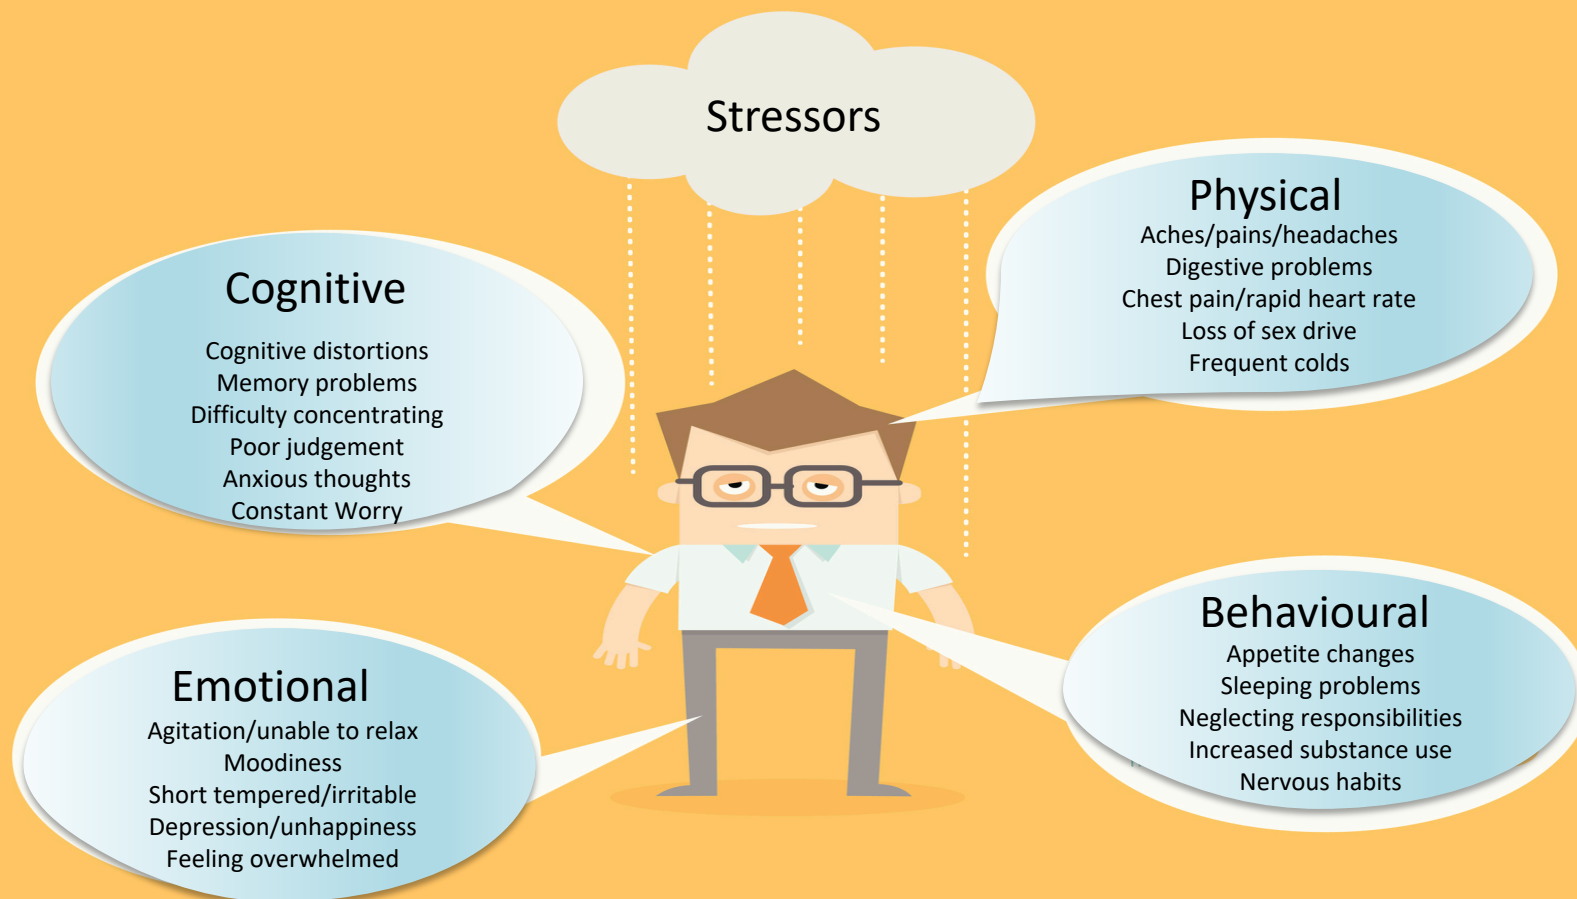 Stressors
Physical
Aches/pains/headaches
Digestive problems
Chest pain/rapid heart rate
Loss of sex drive
Frequent colds
Cognitive
Cognitive distortions
Memory problems
Difficulty concentrating
Poor judgement
Anxious thoughts
Constant Worry
Behavioural
Appetite changes
Sleeping problems
Neglecting responsibilities
Increased substance use
Nervous habits
Emotional
Agitation/unable to relax
Moodiness
Short tempered/irritable
Depression/unhappiness
Feeling overwhelmed